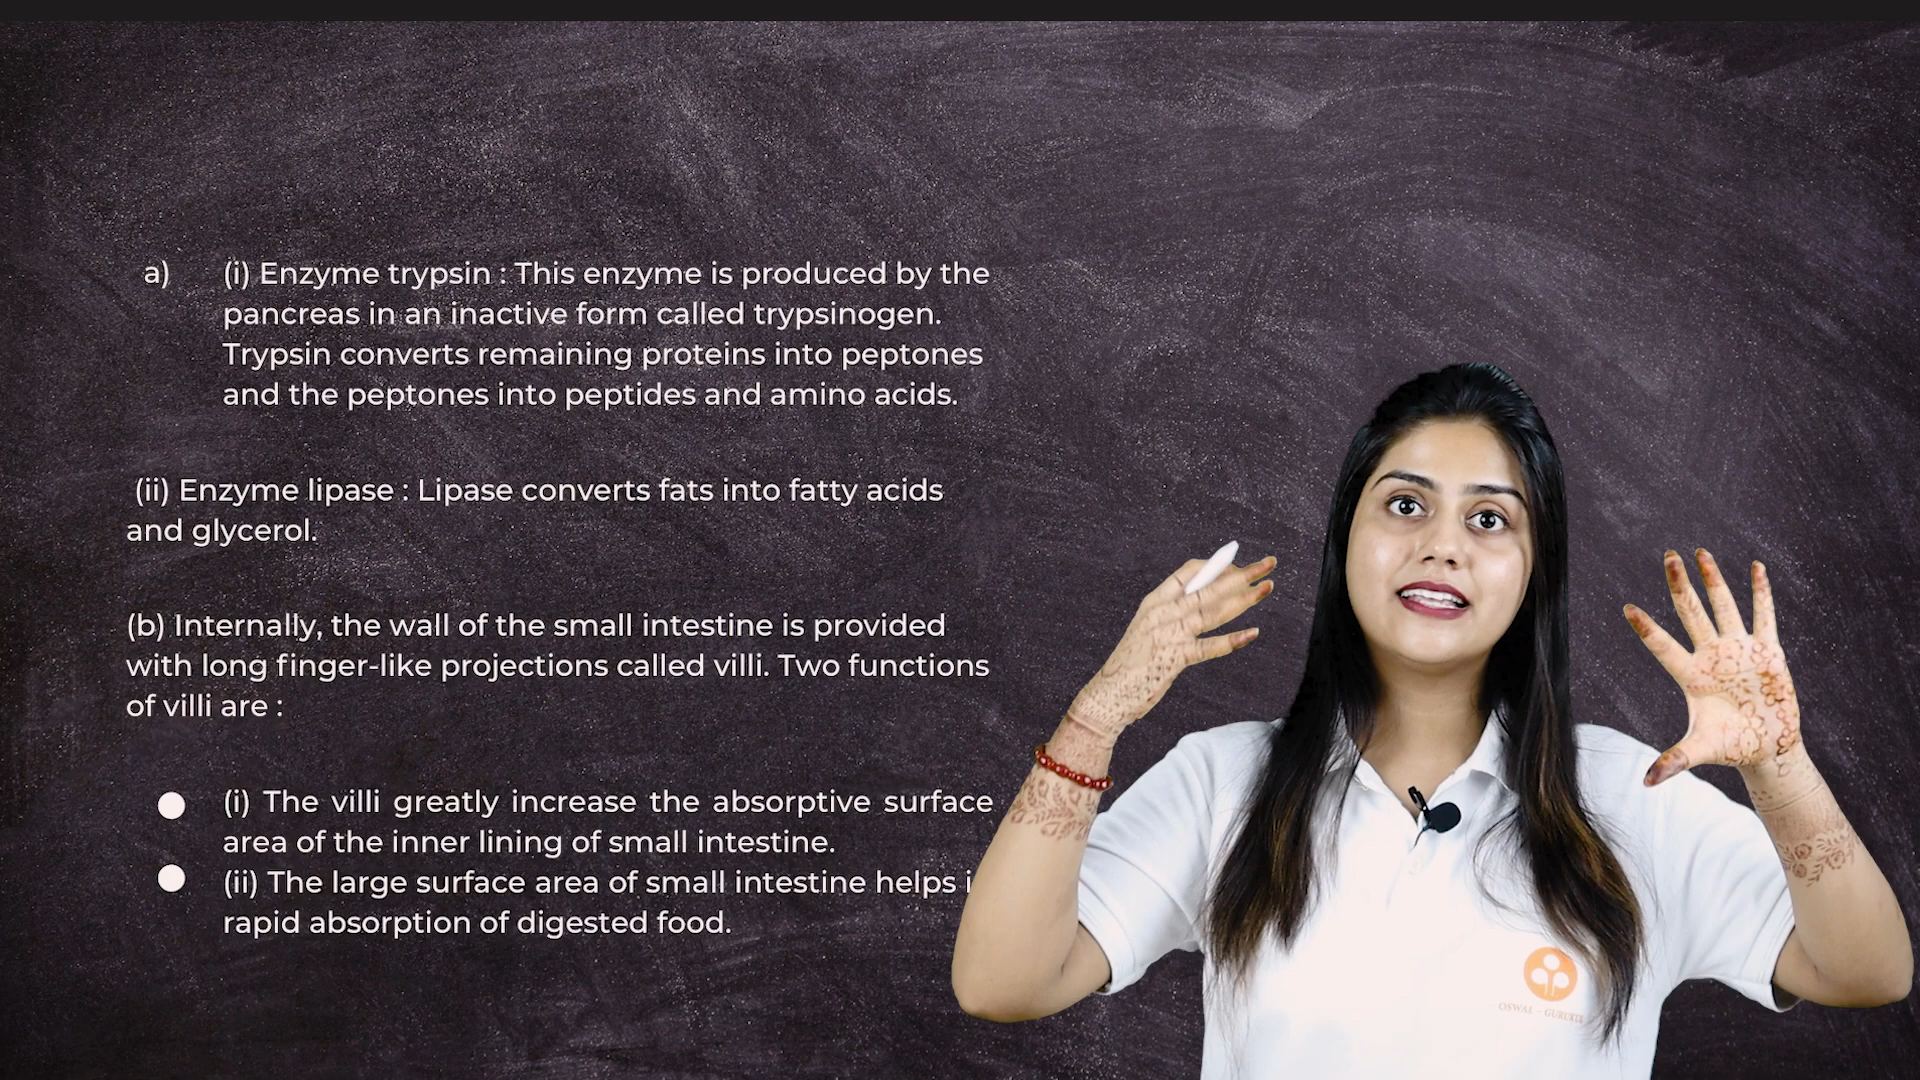 a) (i) Enzyme trypsin : This enzyme is produced by the
pancreas in an inactive form called trypsinogen.
Trypsin converts remaining proteins into peptones
and the peptones into peptides and amino acids.
(ii) Enzyme lipase : Lipase converts fats into fatty acids
and glycerol.
(b) Internally, the wall of the small intestine is provided
with long finger-like projections called villi. Two functions
of villi are :
(i) The villi greatly increase the absorptive surface
area of the inner lining of small intestine.
(ii) The large surface area of small intestine helps
rapid absorption of digested food.
OSWAL -